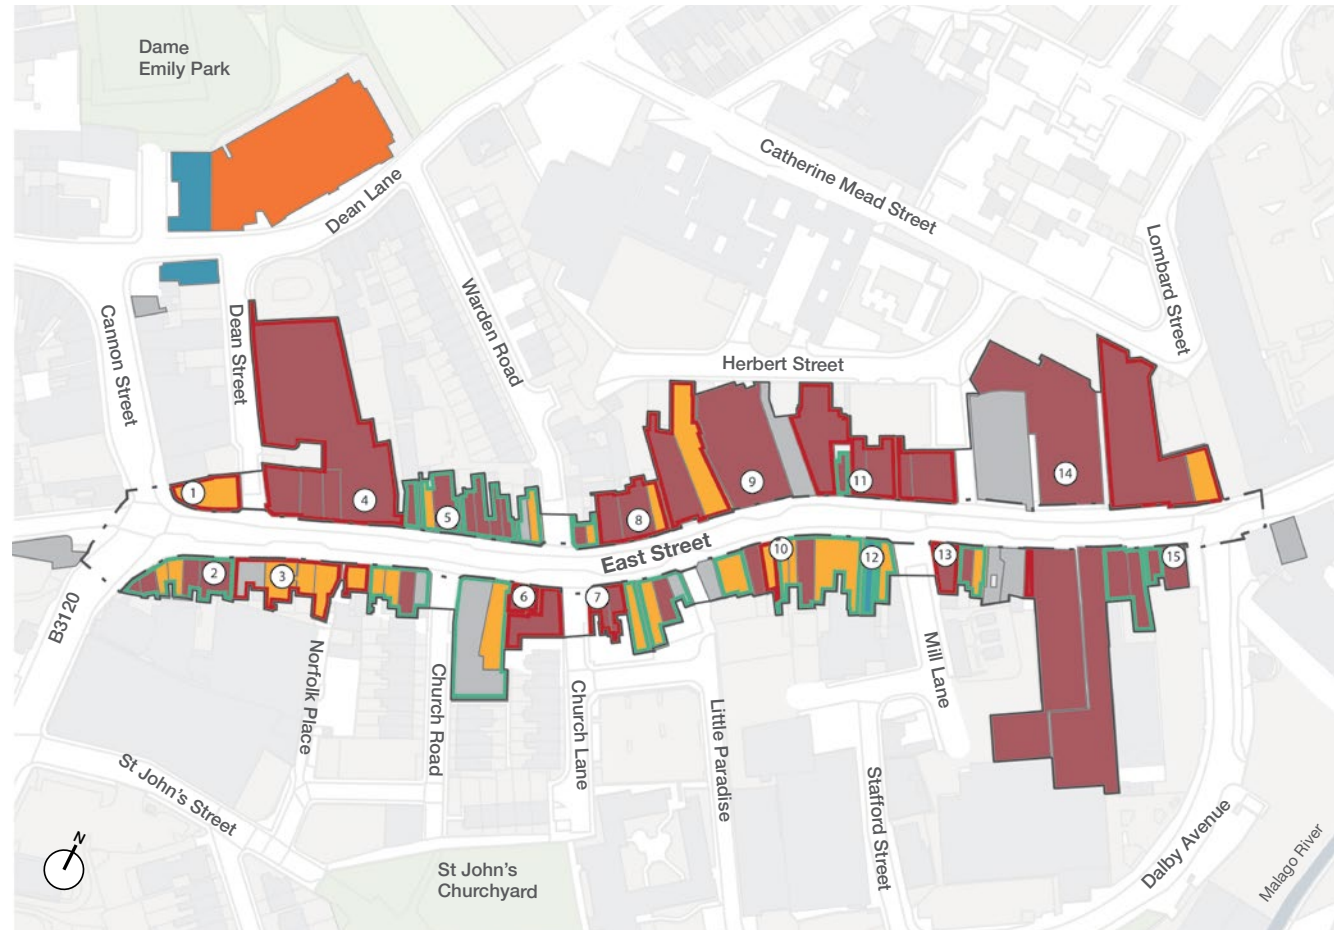 Dame
Emily Park
Dean Lane
Catherine Mead Street
Lombard Street
Cannon Street
Dean Street
Warden Road
Herbert Street
1
4
5
8
9
11
14
East Street
2
3
6
7
10
12
13
15
B3120
Norfolk Place
Church Road
Church Lane
Little Paradise
Mill Lane
Stafford Street
St John's Street
N
St John's
Churchyard
Dalby Avenue
Malago River